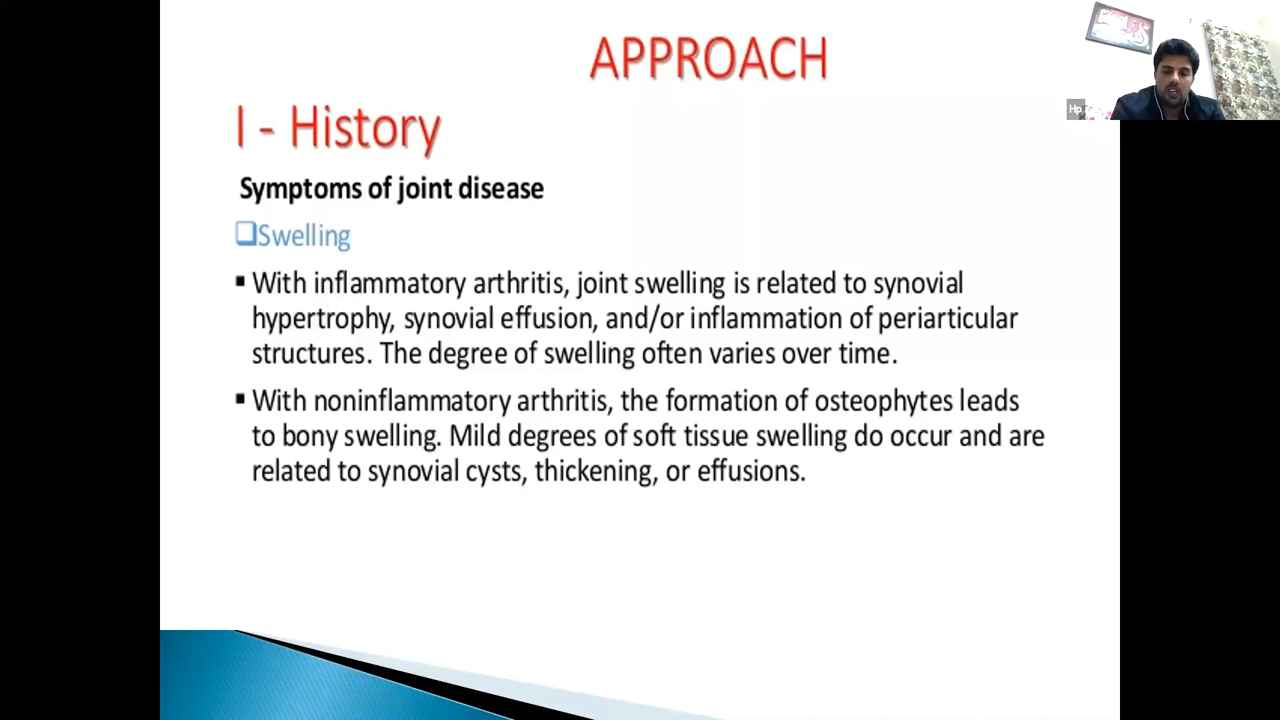 APPROACH
I - History
Symptoms of joint disease
Swelling
▪ With inflammatory arthritis, joint swelling is related to synovial
hypertrophy, synovial effusion, and/or inflammation of periarticular
structures. The degree of swelling often varies over time.
▪ With noninflammatory arthritis, the formation of osteophytes leads
to bony swelling. Mild degrees of soft tissue swelling do occur and are
related to synovial cysts, thickening, or effusions.
Hp